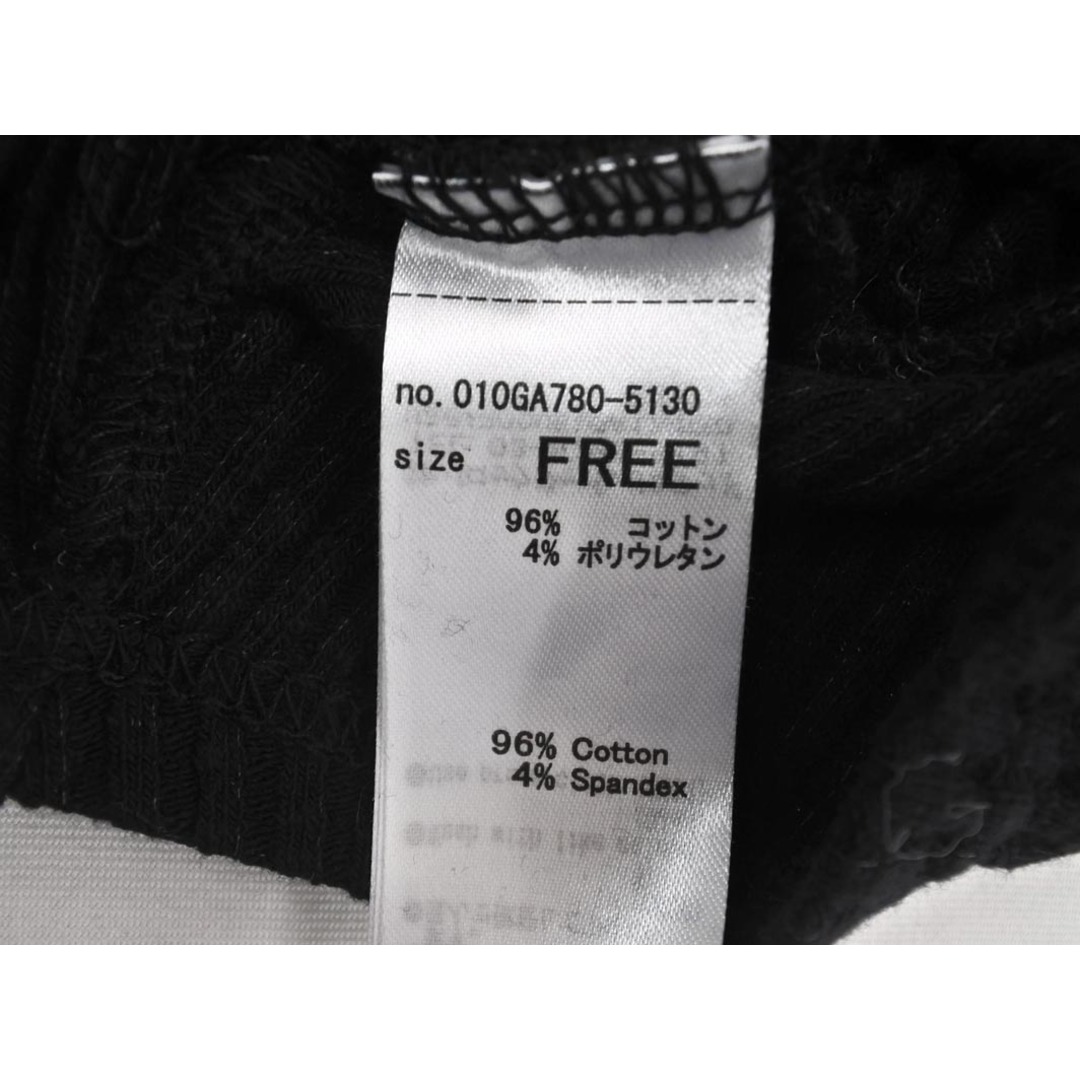 no. 010GA780-5130
size FREE
96% コットン
4% ポリウレタン
96% Cotton
4% Spandex